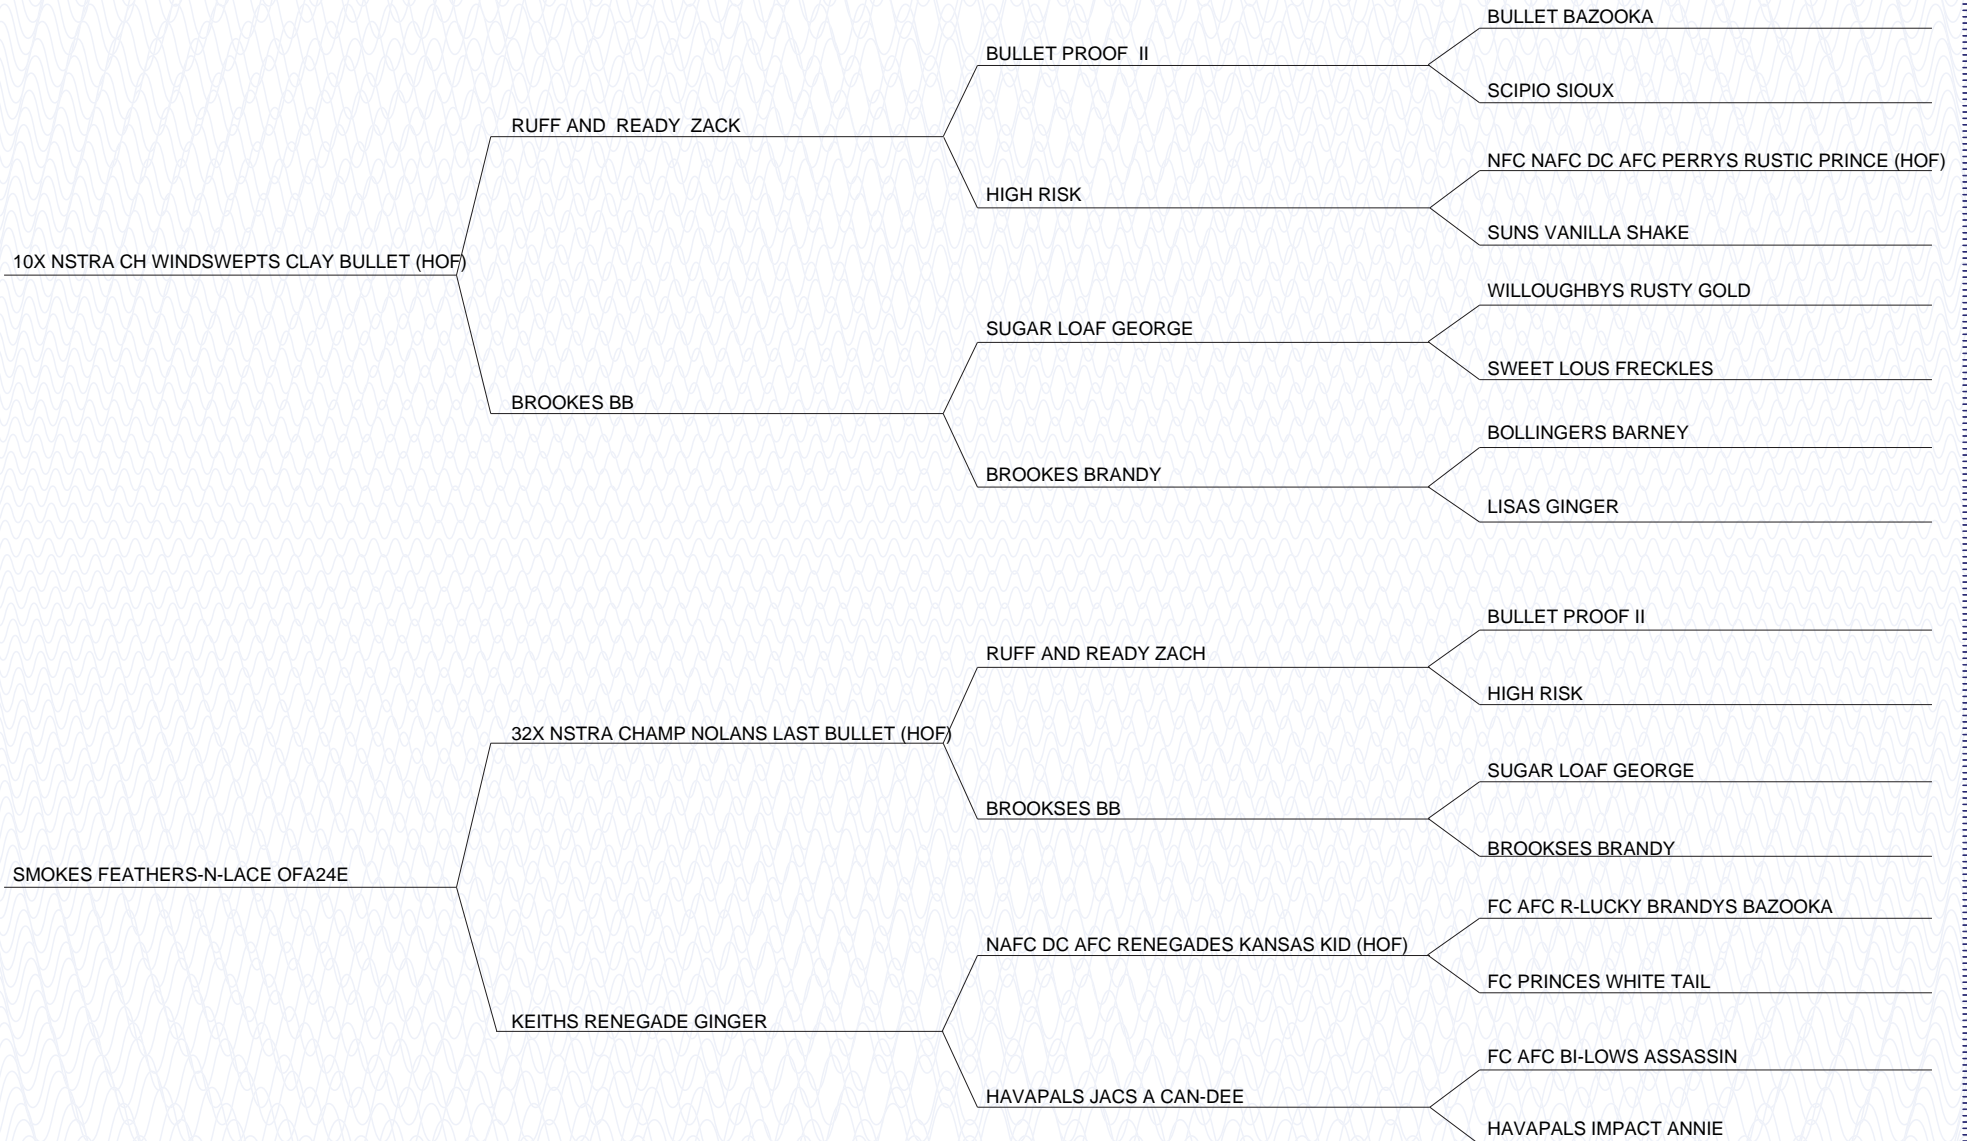 BULLET BAZOOKA
BULLET PROOF  II
SCIPIO SIOUX
RUFF AND  READY  ZACK
NFC NAFC DC AFC PERRYS RUSTIC PRINCE (HOF)
HIGH RISK
SUNS VANILLA SHAKE
10X NSTRA CH WINDSWEPTS CLAY BULLET (HOF)
WILLOUGHBYS RUSTY GOLD
SUGAR LOAF GEORGE
SWEET LOUS FRECKLES
BROOKES BB
BOLLINGERS BARNEY
BROOKES BRANDY
LISAS GINGER
BULLET PROOF II
RUFF AND READY ZACH
HIGH RISK
32X NSTRA CHAMP NOLANS LAST BULLET (HOF)
SUGAR LOAF GEORGE
BROOKSES BB
BROOKSES BRANDY
SMOKES FEATHERS-N-LACE OFA24E
FC AFC R-LUCKY BRANDYS BAZOOKA
NAFC DC AFC RENEGADES KANSAS KID (HOF)
FC PRINCES WHITE TAIL
KEITHS RENEGADE GINGER
FC AFC BI-LOWS ASSASSIN
HAVAPALS JACS A CAN-DEE
HAVAPALS IMPACT ANNIE